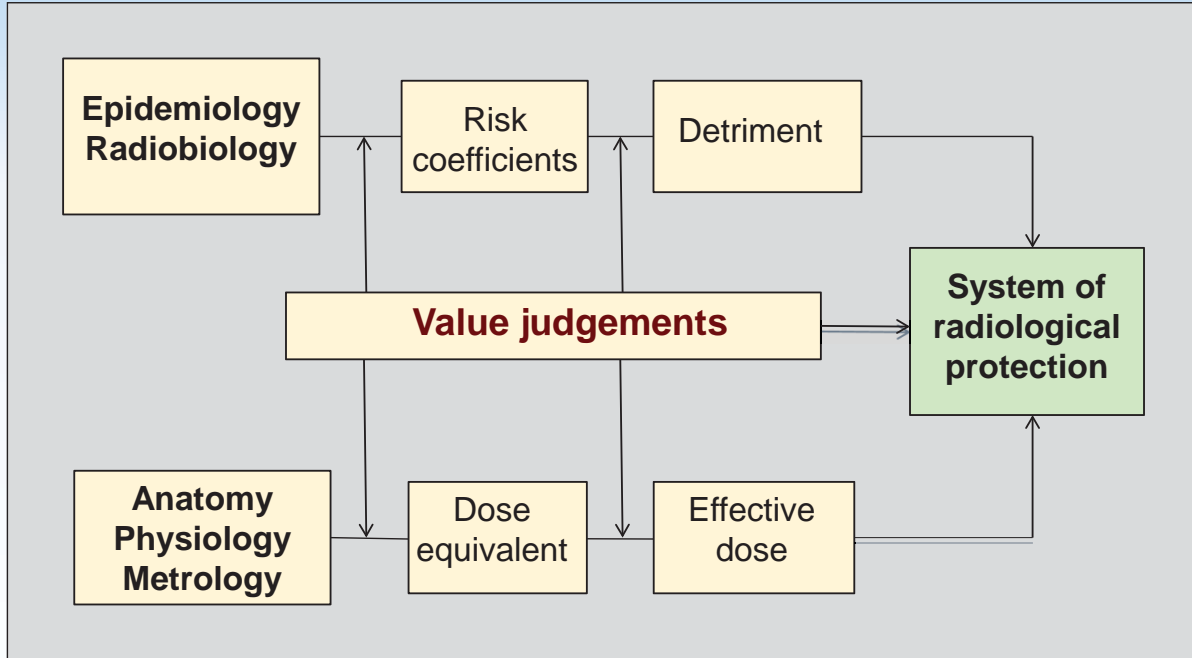 Epidemiology
Radiobiology
Risk
coefficients
Detriment
Value judgements
System of
radiological
protection
Anatomy
Physiology
Metrology
Dose
equivalent
Effective
dose